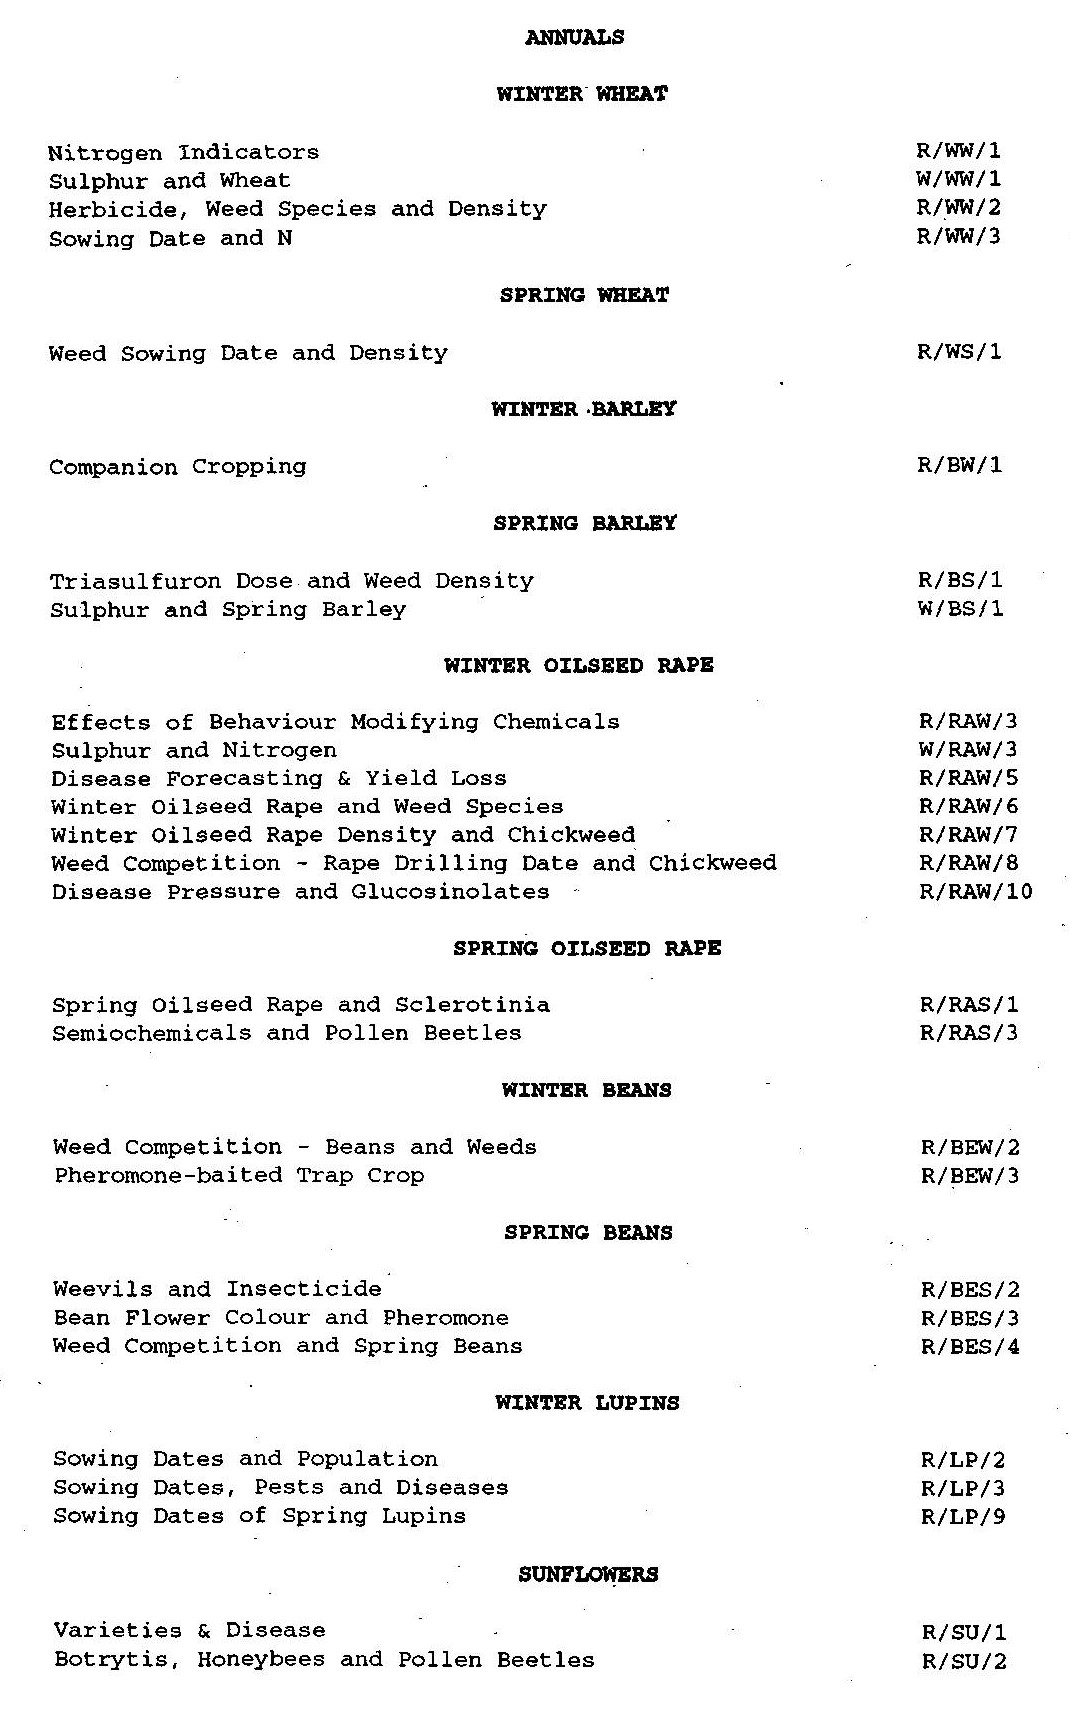 ANNUALS
WINTER WHEAT
Nitrogen Indicators R/WW/1
Sulphur and Wheat W/WW/1
Herbicide, Weed Species and Density R/WW/2
Sowing Date and N R/WW/3
SPRING WHEAT
Weed Sowing Date and Density R/WS/1
WINTER BARLEY
Companion Cropping R/BW/1
SPRING BARLEY
Triasulfuron Dose and Weed Density R/BS/1
Sulphur and Spring Barley W/BS/1
WINTER OILSEED RAPE
Effects of Behaviour Modifying Chemicals R/RAW/3
Sulphur and Nitrogen W/RAW/3
Disease Forecasting & Yield Loss R/RAW/5
Winter Oilseed Rape and Weed Species R/RAW/6
Winter Oilseed Rape Density and Chickweed R/RAW/7
Weed Competition - Rape Drilling Date and Chickweed R/RAW/8
Disease Pressure and Glucosinolates R/RAW/10
SPRING OILSEED RAPE
Spring Oilseed Rape and Sclerotinia R/RAS/1
Semiochemicals and Pollen Beetles R/RAS/3
WINTER BEANS
Weed Competition - Beans and Weeds R/BEW/2
Pheromone-baited Trap Crop R/BEW/3
SPRING BEANS
Weevils and Insecticide R/BES/2
Bean Flower Colour and Pheromone R/BES/3
Weed Competition and Spring Beans R/BES/4
WINTER LUPINS
Sowing Dates and Population R/LP/2
Sowing Dates, Pests and Diseases R/LP/3
Sowing Dates of Spring Lupins R/LP/9
SUNFLOWERS
Varieties & Disease R/SU/1
Botrytis, Honeybees and Pollen Beetles R/SU/2